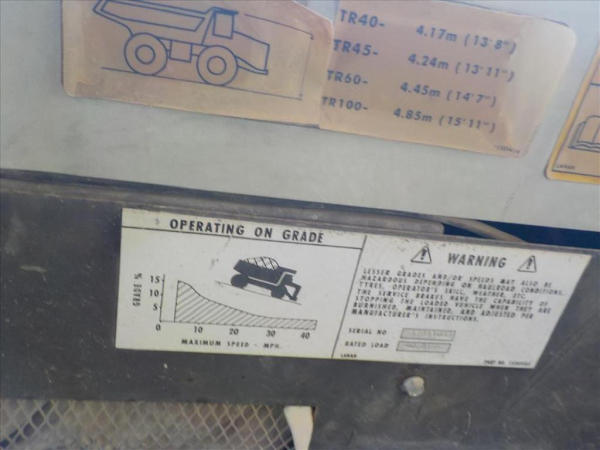 TR40- 4.17m (13'8")
TR45- 4.24m (13'11")
TR60- 4.45m (14'7")
TR100- 4.85m (15'11")
OPERATING ON GRADE
GRADE %
15
10
5
0
10 20 30 40
MAXIMUM SPEED - MPH.
WARNING
LESSER GRADES AND/OR SPEEDS MAY ALSO BE
HAZARDOUS DEPENDING ON HAULROAD CONDITIONS,
TYRES, OPERATOR'S SKILL, WEATHER, ETC.
THE SERVICE BRAKES HAVE THE CAPABILITY OF
STOPPING THE LOADED VEHICLE WHEN THEY ARE
BURNISHED, MAINTAINED, AND ADJUSTED PER
MANUFACTURER'S INSTRUCTIONS.
SERIAL NO
RATED LOAD
PART NO.